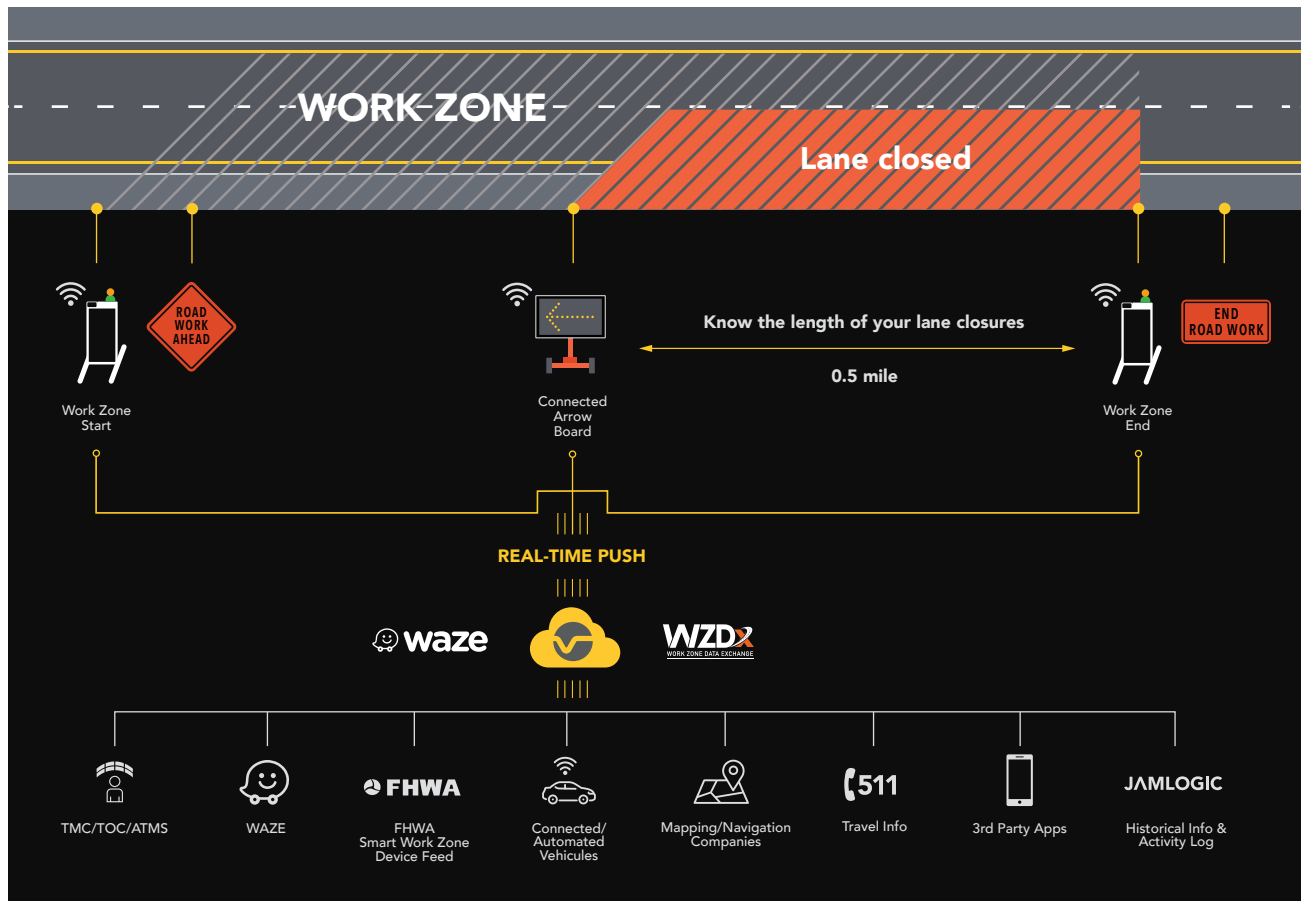 WORK ZONE
Lane closed
ROAD
WORK
AHEAD
END
ROAD WORK
Know the length of your lane closures
0.5 mile
Work Zone
Start
Connected
Arrow
Board
Work Zone
End
REAL-TIME PUSH
waze
WZDx
WORK ZONE DATA EXCHANGE
FHWA
511
JAMLOGIC
TMC/TOC/ATMS
WAZE
FHWA
Smart Work Zone
Device Feed
Connected/
Automated
Vehicules
Mapping/Navigation
Companies
Travel Info
3rd Party Apps
Historical Info &
Activity Log